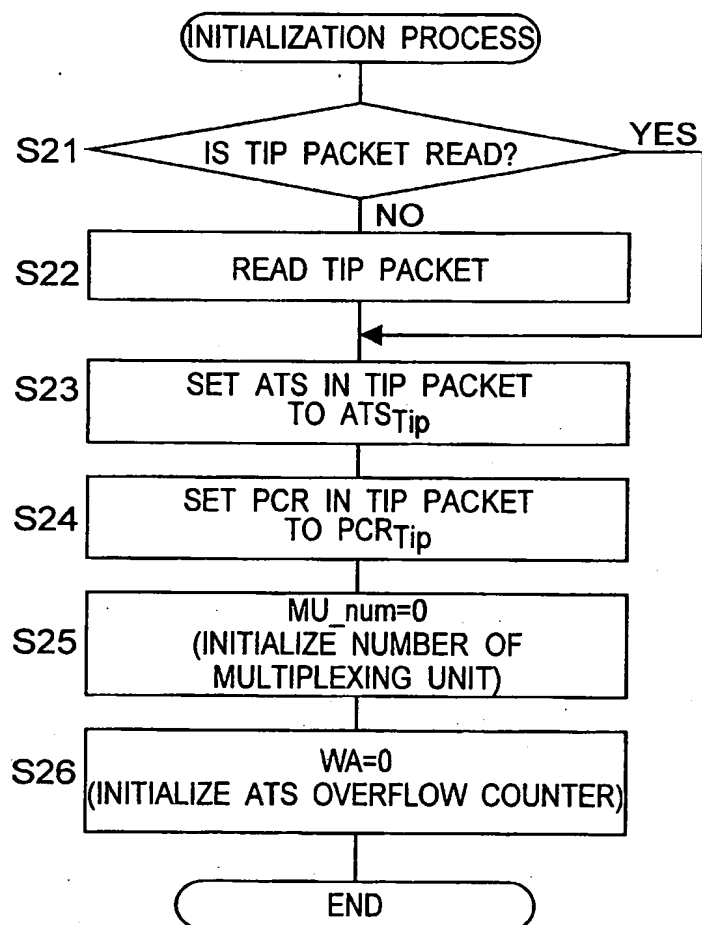 INITIALIZATION PROCESS
S21
IS TIP PACKET READ?
YES
NO
S22
READ TIP PACKET
S23
SET ATS IN TIP PACKET
TO ATSTip
S24
SET PCR IN TIP PACKET
TO PCRTip
S25
MU_num=0
(INITIALIZE NUMBER OF
MULTIPLEXING UNIT)
S26
WA=0
(INITIALIZE ATS OVERFLOW COUNTER)
END